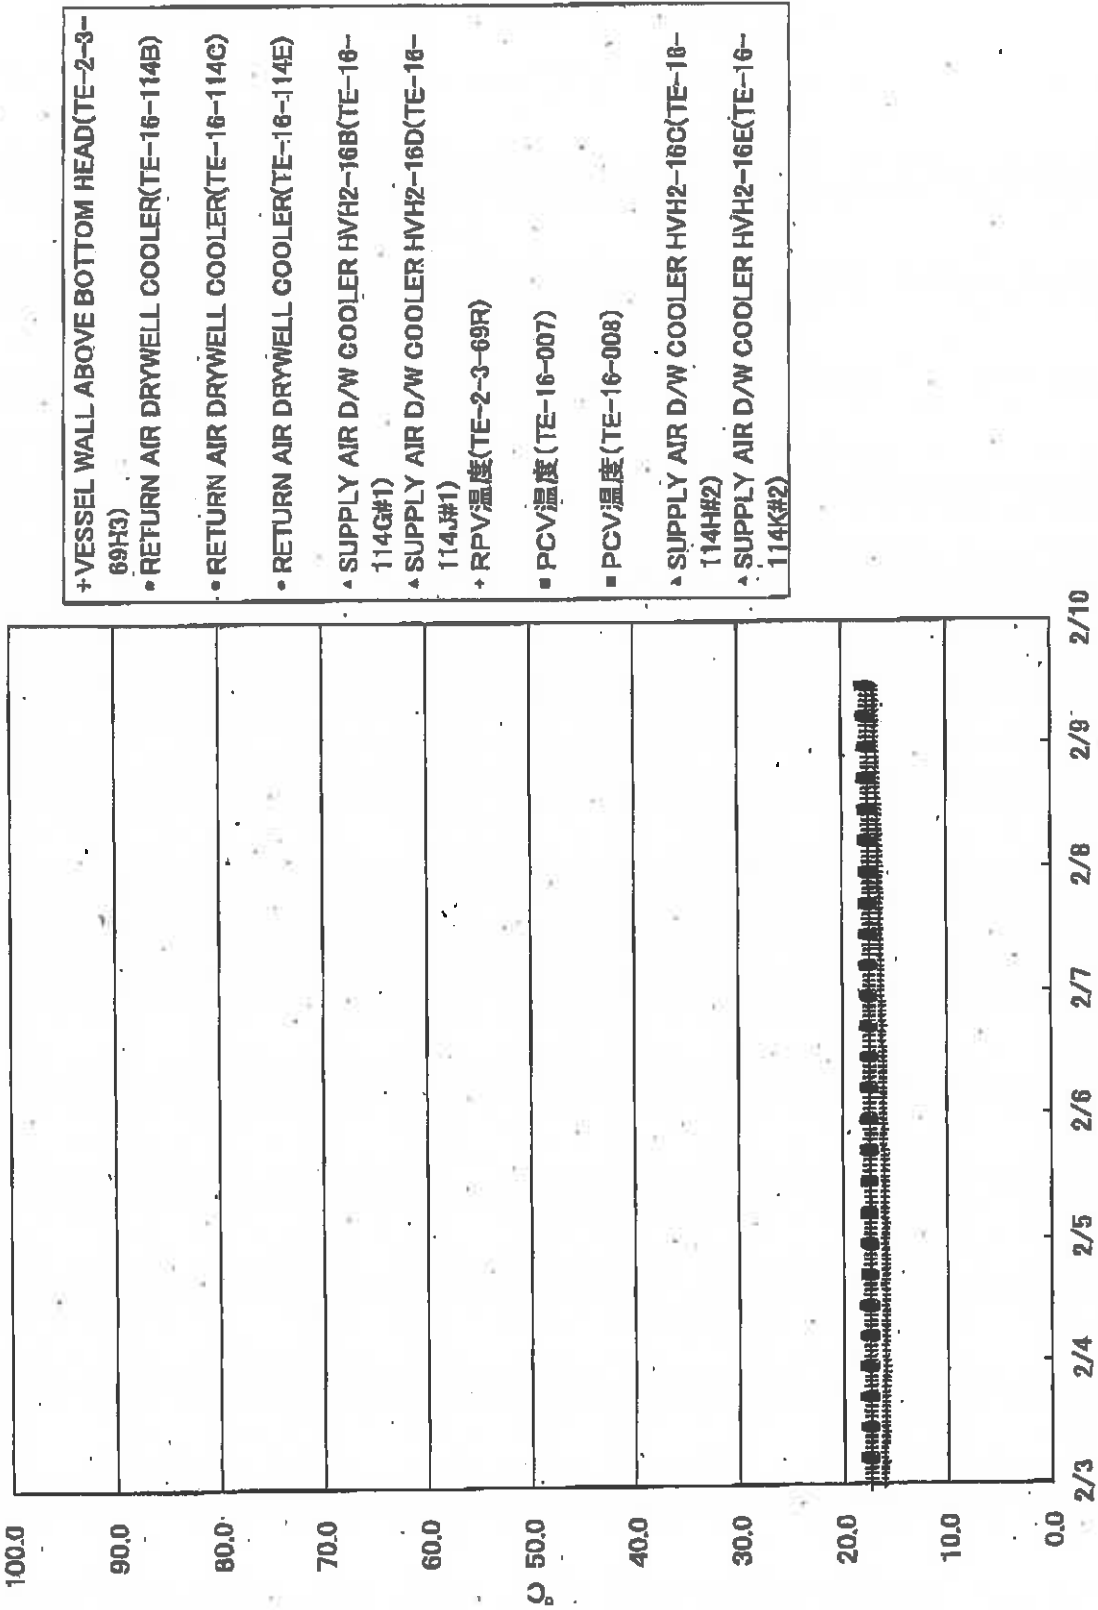 +VESSEL WALL ABOVE BOTTOM HEAD(TE-2-3-
69H3)
•RETURN AIR DRYWELL COOLER(TE-16-114B)
•RETURN AIR DRYWELL COOLER(TE-16-114C)
•RETURN AIR DRYWELL COOLER(TE-16-114E)
▲SUPPLY AIR D/W COOLER HVH2-16B(TE-16-
114G#1)
▲SUPPLY AIR D/W COOLER HVH2-16D(TE-16-
114J#1)
+RPV温度(TE-2-3-69R)
■PCV温度(TE-16-007)
■PCV温度(TE-16-008)
▲SUPPLY AIR D/W COOLER HVH2-16C(TE-16-
114H#2)
▲SUPPLY AIR D/W COOLER HVH2-16E(TE-16-
114K#2)
100.0
90.0
80.0
70.0
60.0
℃ 50.0
40.0
30.0
20.0
10.0
0.0
2/3 2/4 2/5 2/6 2/7 2/8 2/9 2/10